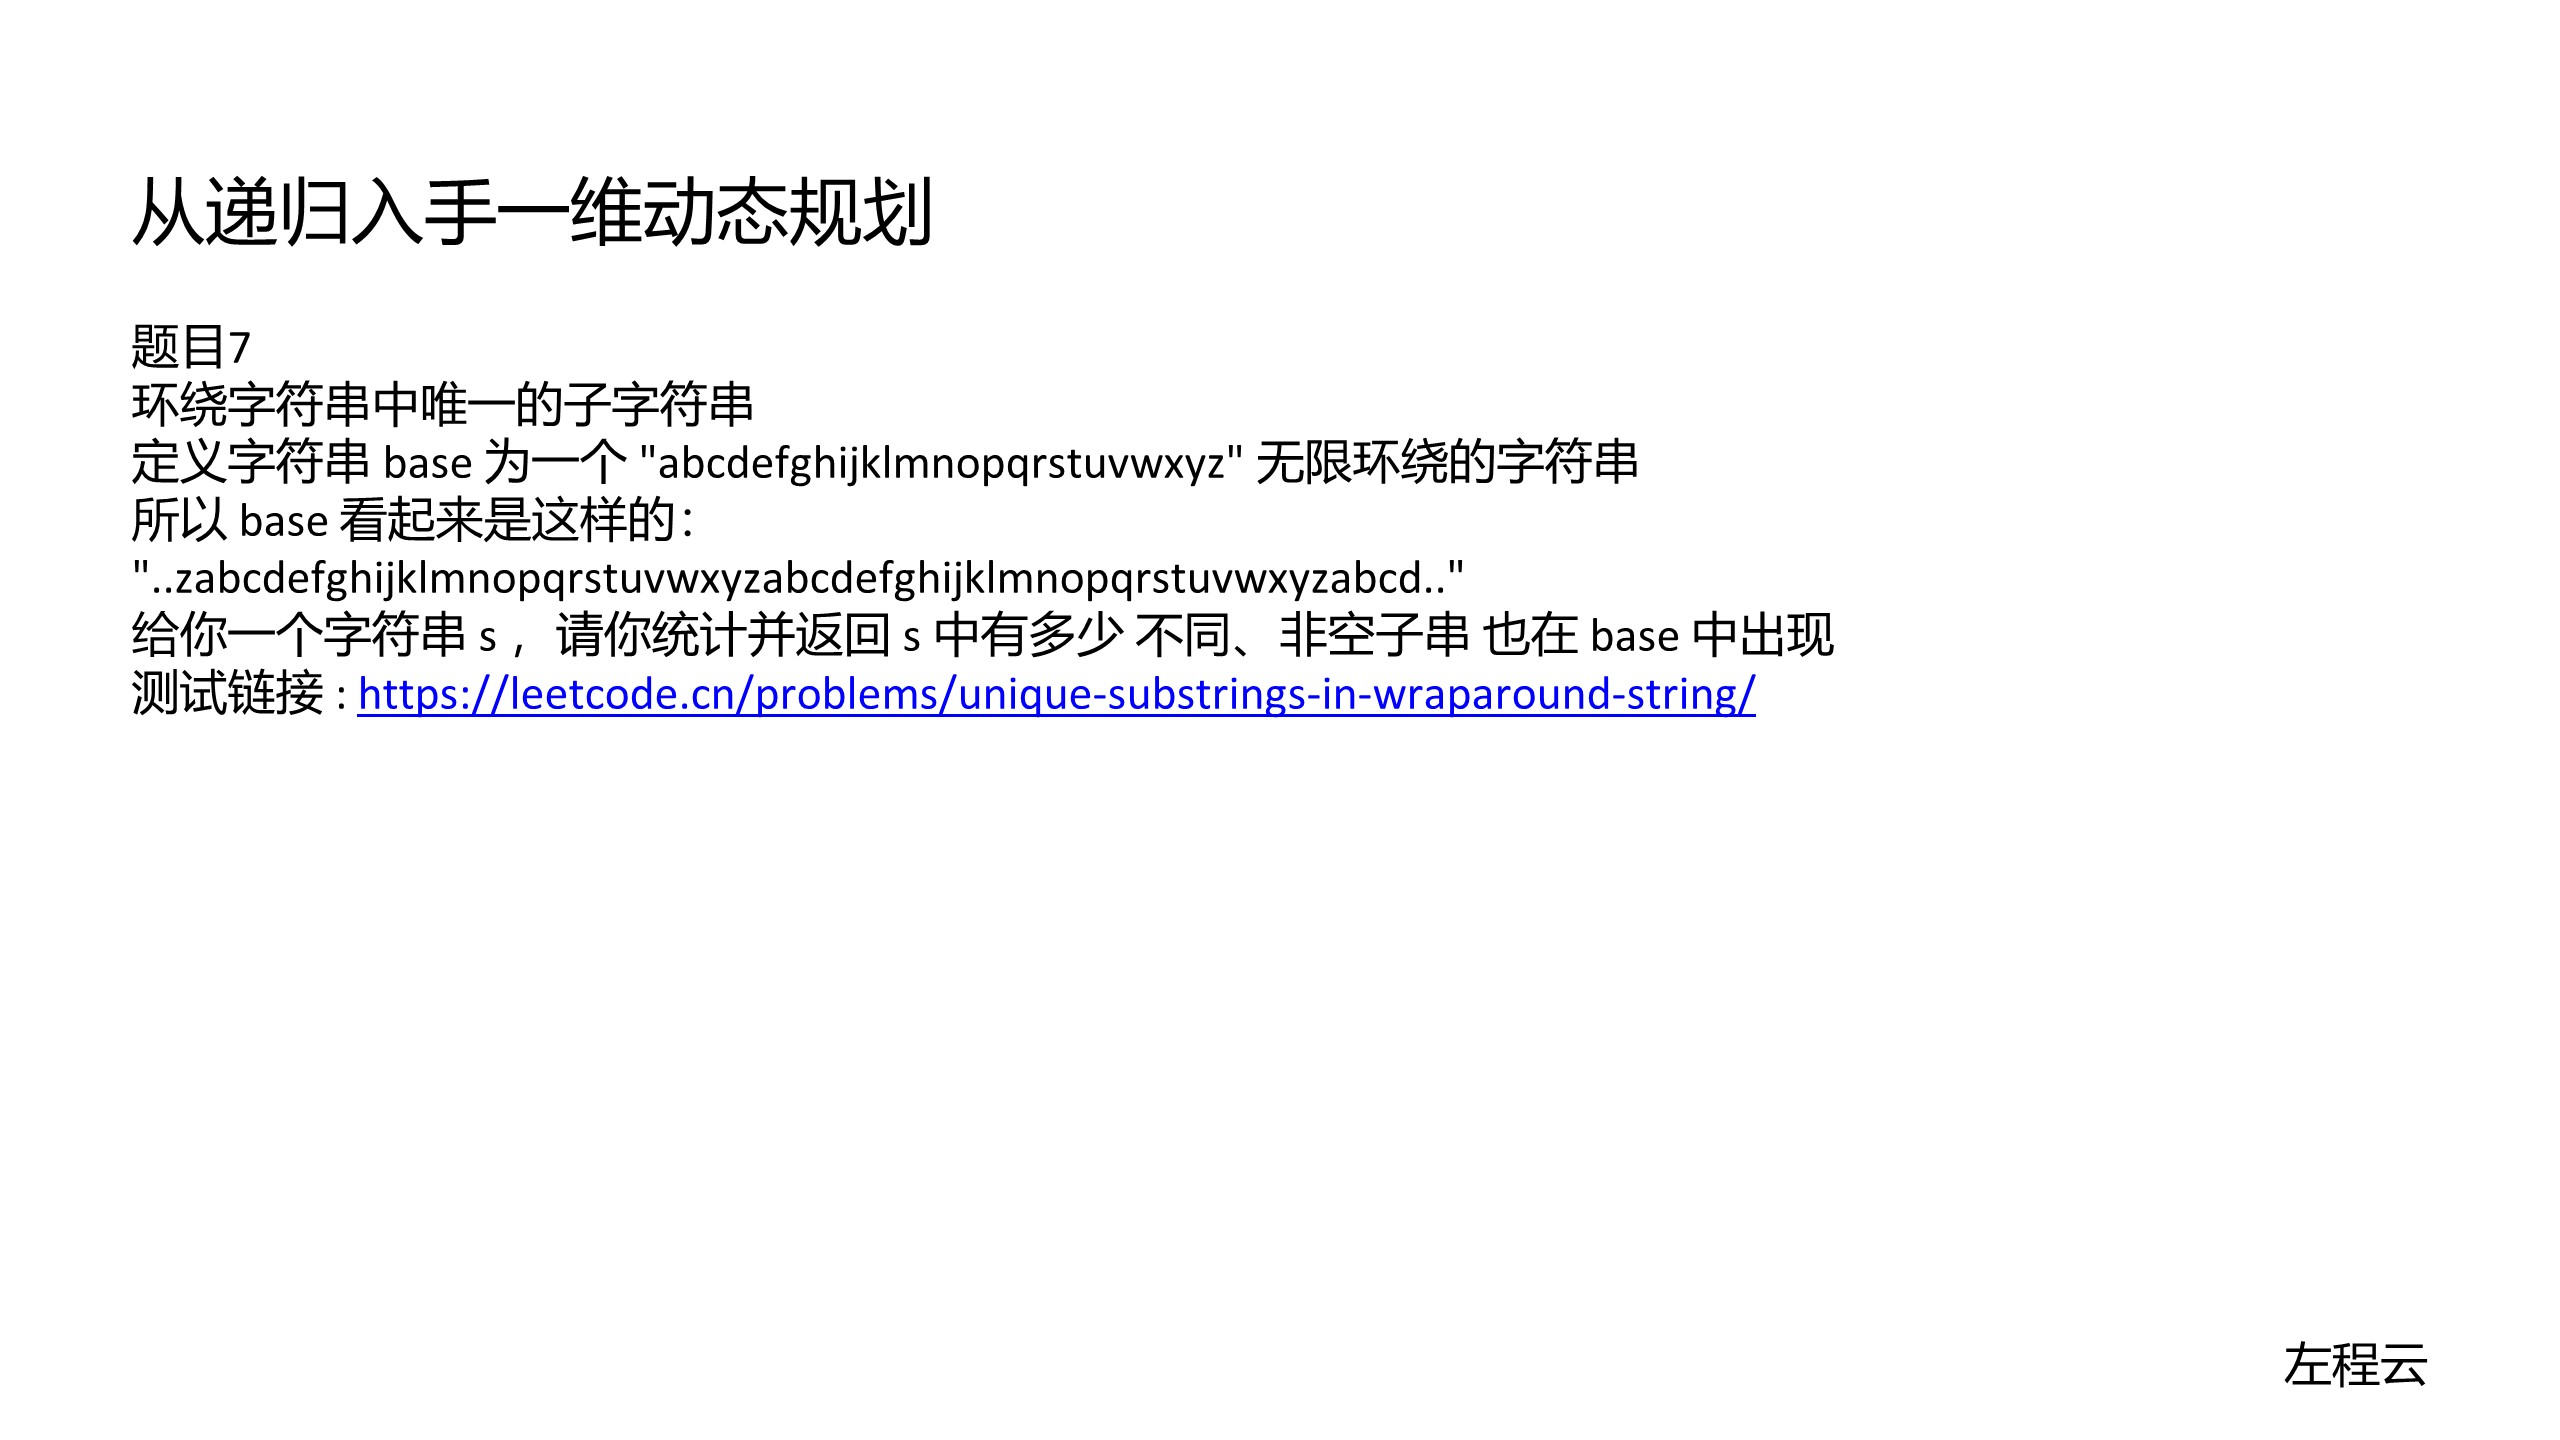 从递归入手一维动态规划
题目7
环绕字符串中唯一的子字符串
定义字符串 base 为一个 "abcdefghijklmnopqrstuvwxyz" 无限环绕的字符串
所以 base 看起来是这样的：
"..zabcdefghijklmnopqrstuvwxyzabcdefghijklmnopqrstuvwxyzabcd.."
给你一个字符串 s ，请你统计并返回 s 中有多少 不同、非空子串 也在 base 中出现
测试链接 : https://leetcode.cn/problems/unique-substrings-in-wraparound-string/
左程云